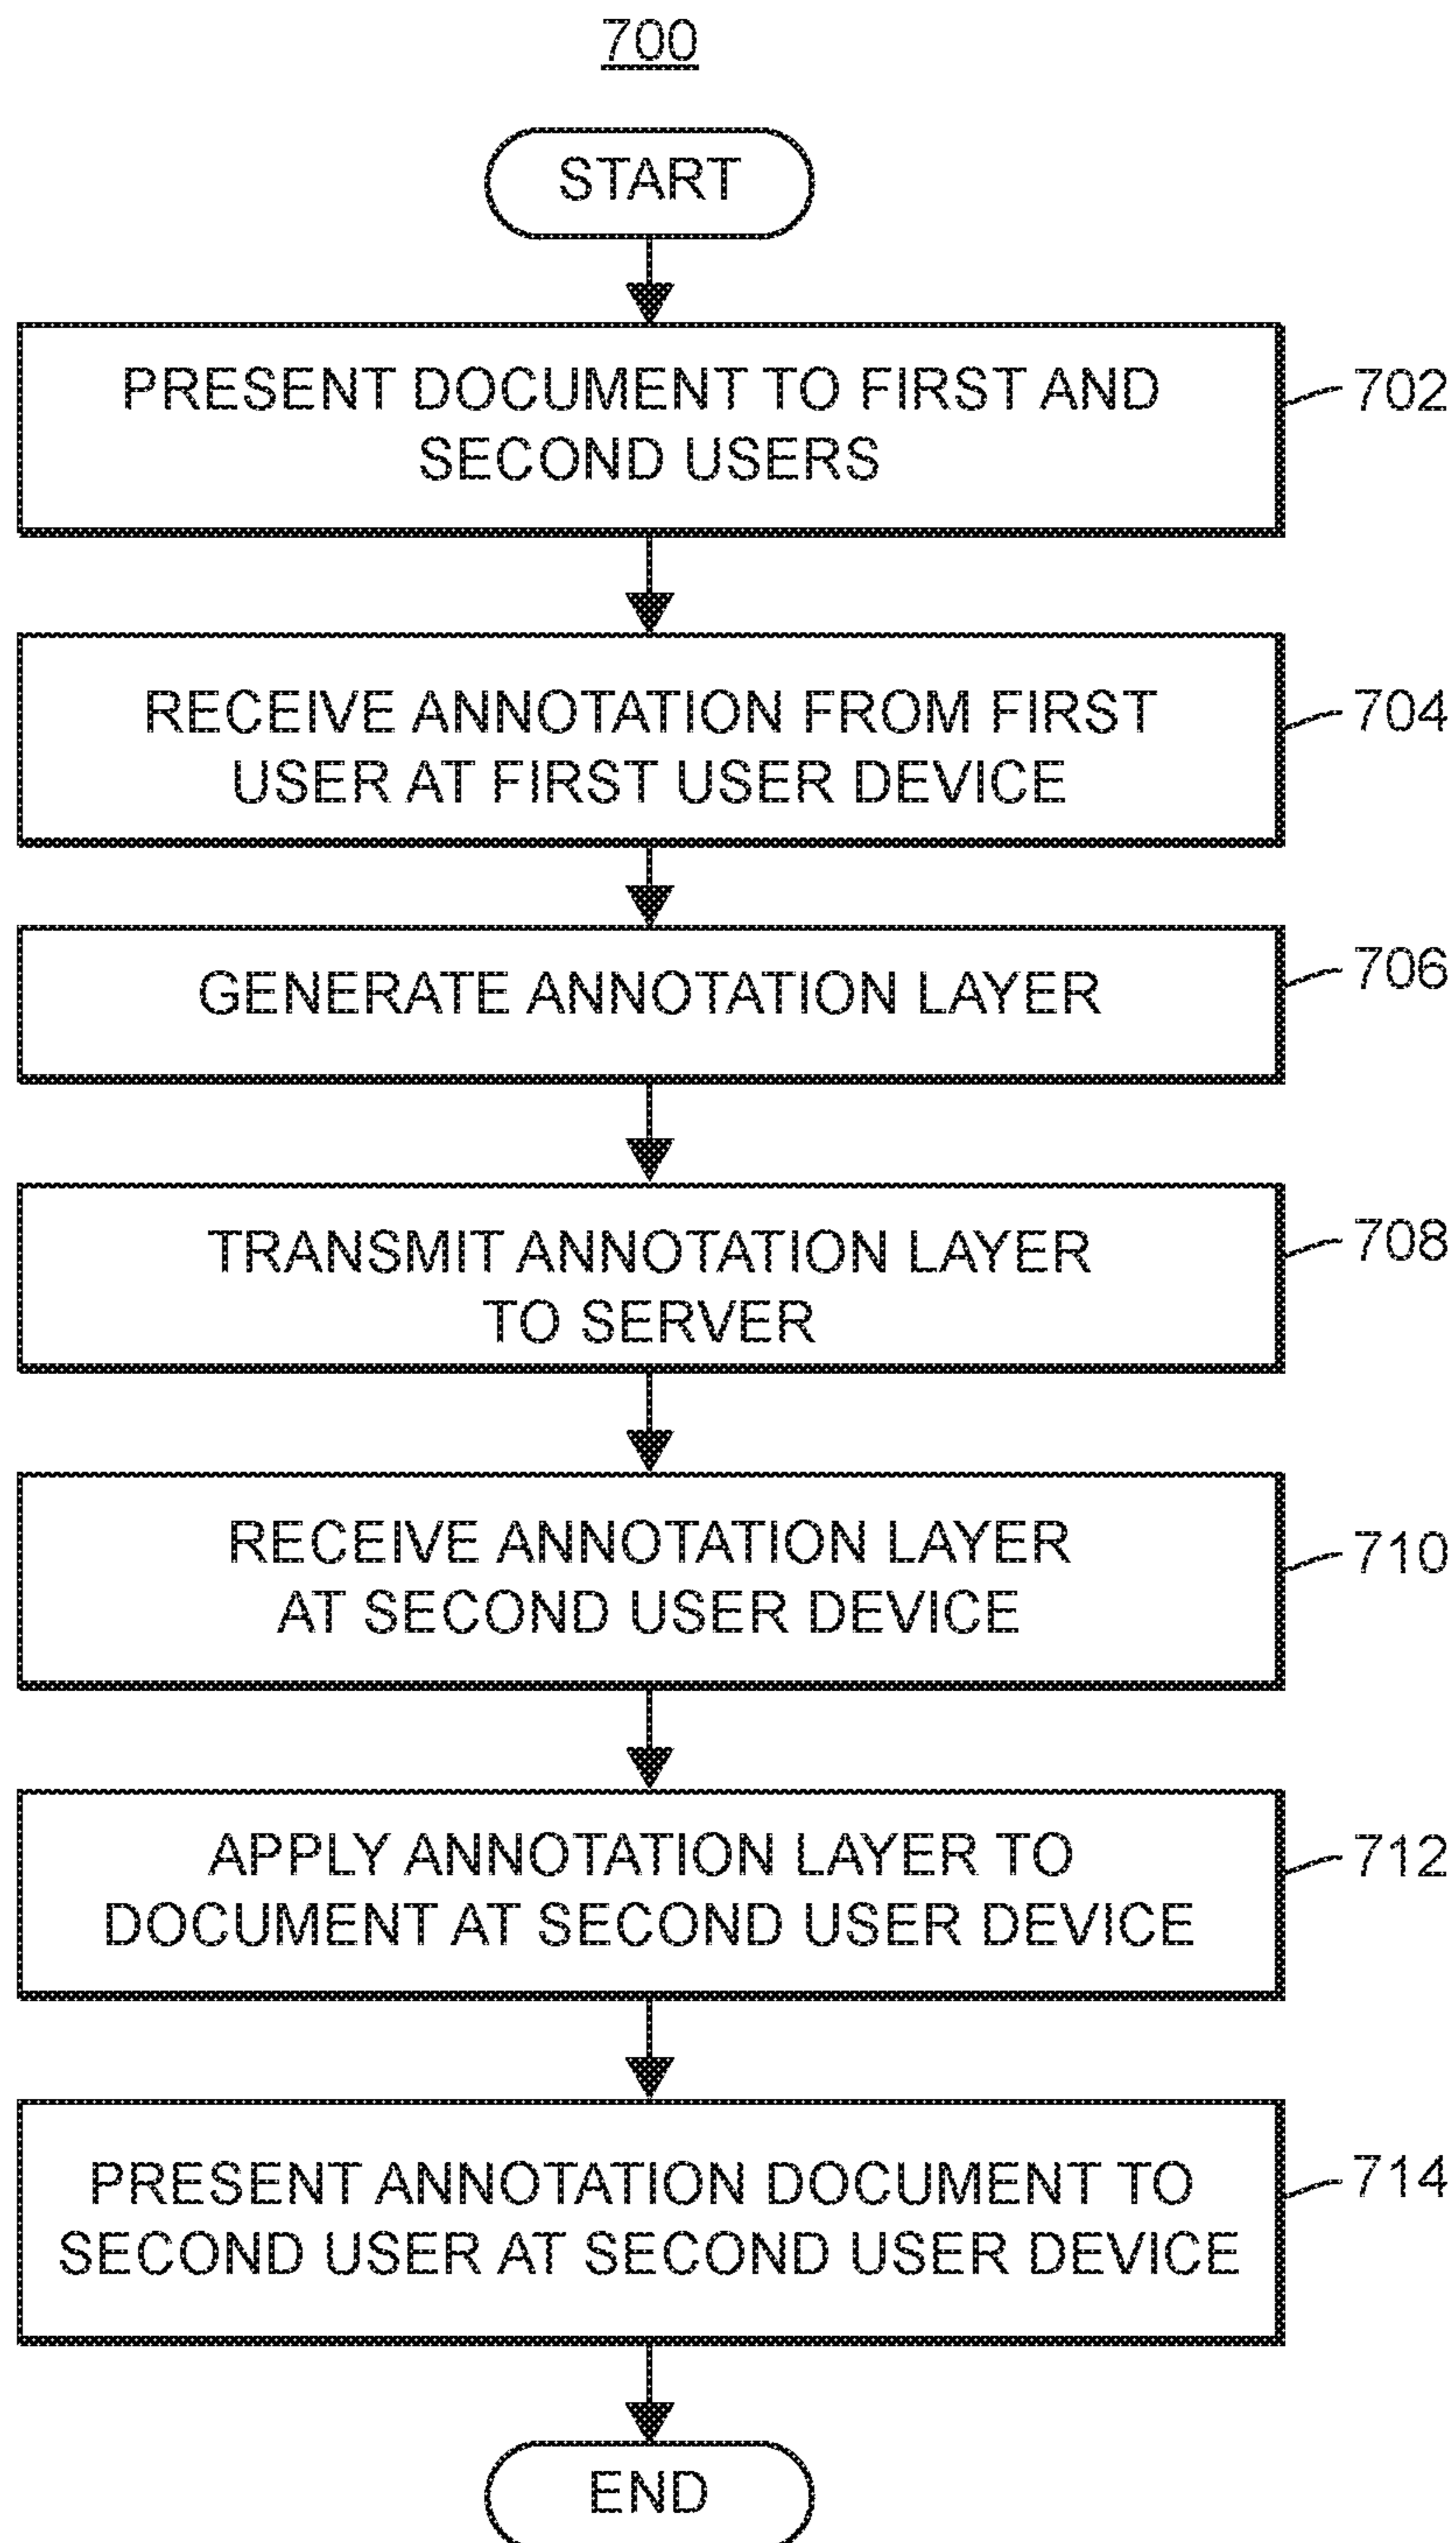 700
START
PRESENT DOCUMENT TO FIRST AND
SECOND USERS
702
RECEIVE ANNOTATION FROM FIRST
USER AT FIRST USER DEVICE
704
GENERATE ANNOTATION LAYER
706
TRANSMIT ANNOTATION LAYER
TO SERVER
708
RECEIVE ANNOTATION LAYER
AT SECOND USER DEVICE
710
APPLY ANNOTATION LAYER TO
DOCUMENT AT SECOND USER DEVICE
712
PRESENT ANNOTATION DOCUMENT TO
SECOND USER AT SECOND USER DEVICE
714
END